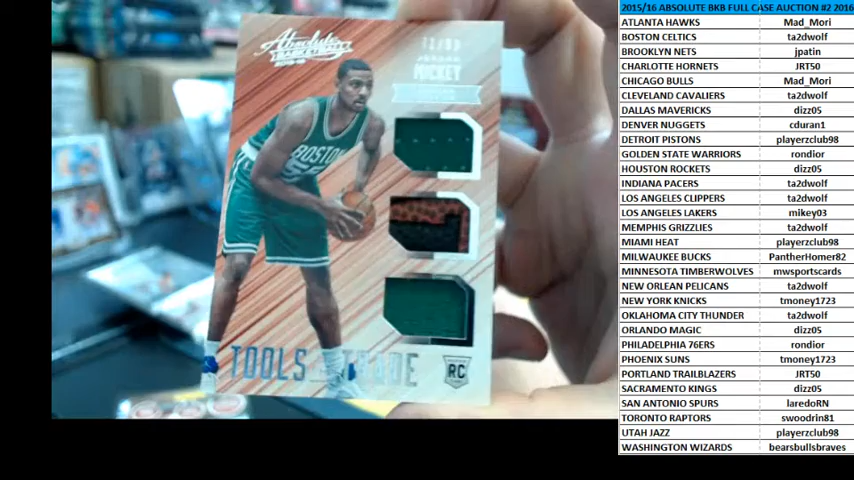 Absolute
JORDAN
MICKEY
BOSTON
55
TOOLS TRADE
RC
2015/16 ABSOLUTE BKB FULL CASE AUCTION #2 2016
ATLANTA HAWKS Mad_Mori
BOSTON CELTICS ta2dwolf
BROOKLYN NETS jpatin
CHARLOTTE HORNETS JRT50
CHICAGO BULLS Mad_Mori
CLEVELAND CAVALIERS ta2dwolf
DALLAS MAVERICKS dizz05
DENVER NUGGETS cduran1
DETROIT PISTONS playerzclub98
GOLDEN STATE WARRIORS rondior
HOUSTON ROCKETS dizz05
INDIANA PACERS ta2dwolf
LOS ANGELES CLIPPERS ta2dwolf
LOS ANGELES LAKERS mikey03
MEMPHIS GRIZZLIES ta2dwolf
MIAMI HEAT playerzclub98
MILWAUKEE BUCKS PantherHomer82
MINNESOTA TIMBERWOLVES mwsportscards
NEW ORLEAN PELICANS ta2dwolf
NEW YORK KNICKS tmoney1723
OKLAHOMA CITY THUNDER ta2dwolf
ORLANDO MAGIC dizz05
PHILADELPHIA 76ERS rondior
PHOENIX SUNS tmoney1723
PORTLAND TRAILBLAZERS JRT50
SACRAMENTO KINGS dizz05
SAN ANTONIO SPURS laredoRN
TORONTO RAPTORS swoodrin81
UTAH JAZZ playerzclub98
WASHINGTON WIZARDS bearsbullsbraves